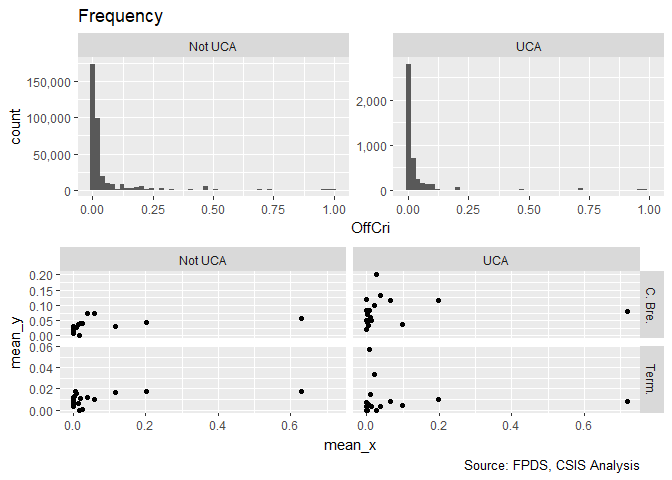 Frequency
Not UCA
UCA
count
150,000
100,000
50,000
0
2,000
1,000
0
0.00 0.25 0.50 0.75 1.00
0.00 0.25 0.50 0.75 1.00
OffCri
Not UCA
UCA
mean_y
0.20
0.15
0.10
0.05
0.00
C. Bre.
0.06
0.04
0.02
0.00
Term.
0.0 0.2 0.4 0.6
0.0 0.2 0.4 0.6
mean_x
Source: FPDS, CSIS Analysis